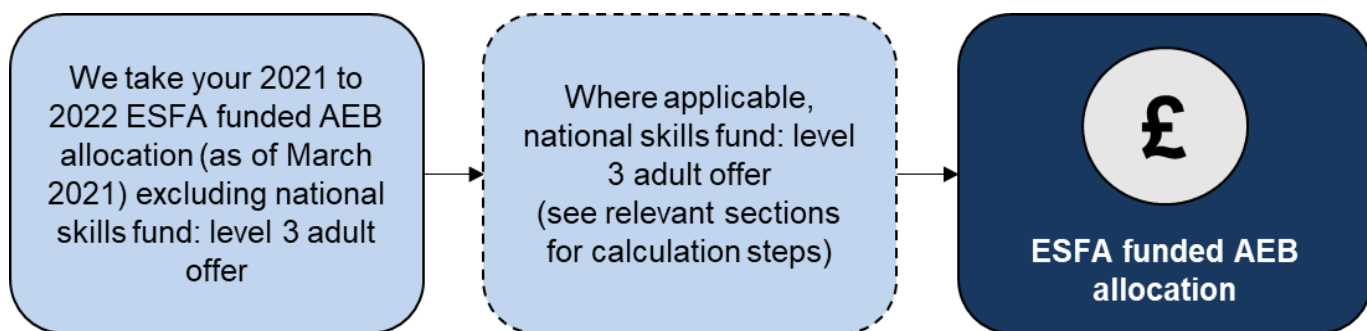 We take your 2021 to
2022 ESFA funded AEB
allocation (as of March
2021) excluding national
skills fund: level 3 adult
offer
Where applicable,
national skills fund: level
3 adult offer
(see relevant sections
for calculation steps)
£
ESFA funded AEB
allocation